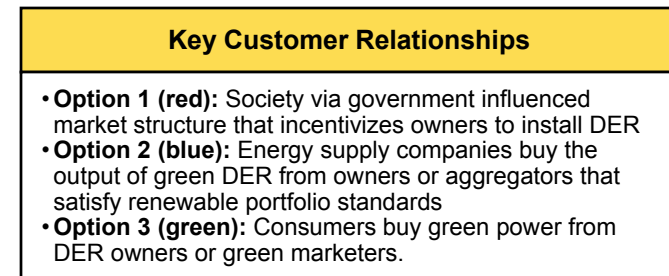 Key Customer Relationships
• Option 1 (red): Society via government influenced
market structure that incentivizes owners to install DER
• Option 2 (blue): Energy supply companies buy the
output of green DER from owners or aggregators that
satisfy renewable portfolio standards
• Option 3 (green): Consumers buy green power from
DER owners or green marketers.